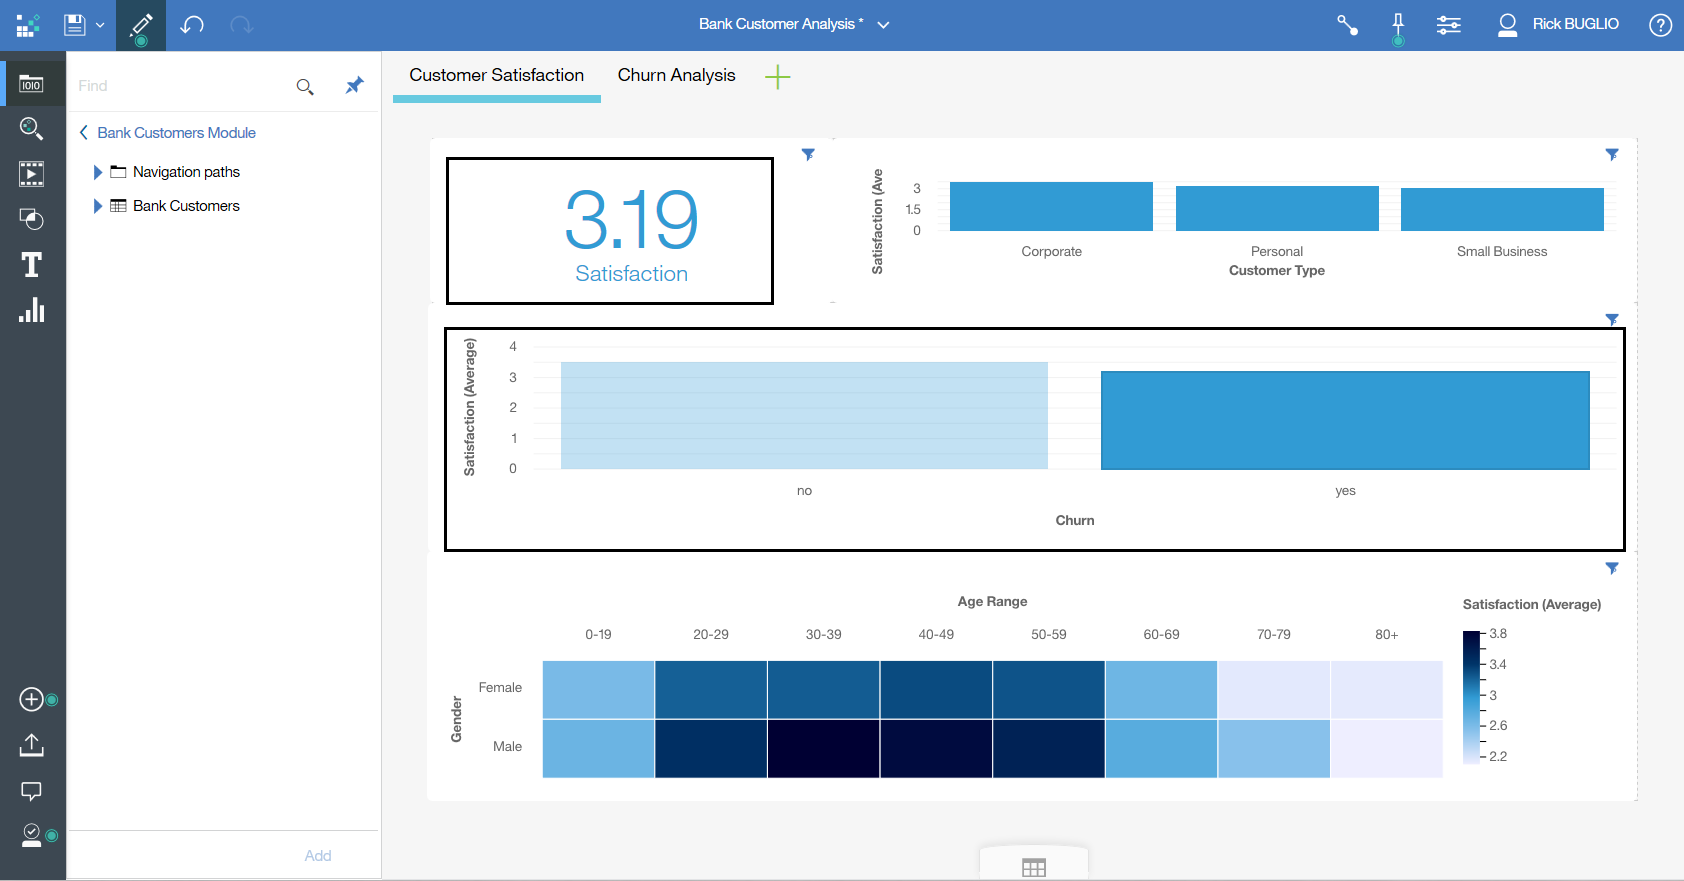 Bank Customer Analysis *
Rick BUGLIO
Find
Bank Customers Module
Navigation paths
Bank Customers
Add
Customer Satisfaction
Churn Analysis
3.19
Satisfaction
Satisfaction (Ave
3
1.5
0
Corporate
Personal
Small Business
Customer Type
Satisfaction (Average)
4
3
2
1
0
no
yes
Churn
Age Range
0-19
20-29
30-39
40-49
50-59
60-69
70-79
80+
Gender
Female
Male
Satisfaction (Average)
3.8
3.4
3
2.6
2.2